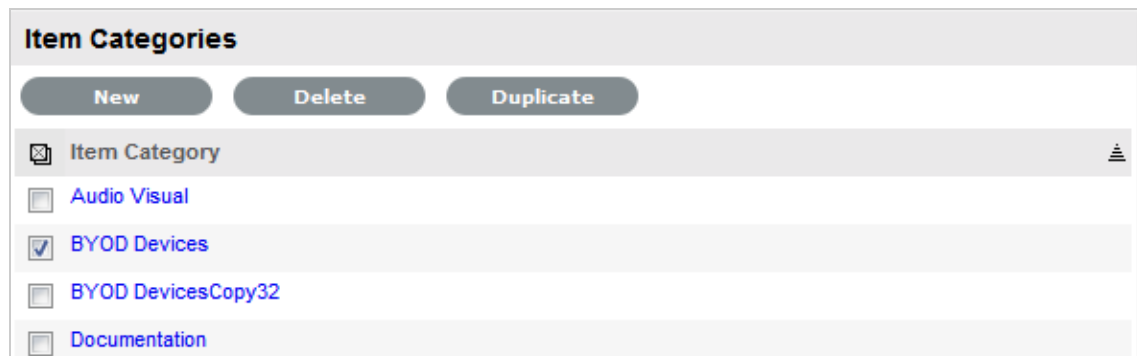 Item Categories
New Delete Duplicate
Item Category
Audio Visual
BYOD Devices
BYOD DevicesCopy32
Documentation